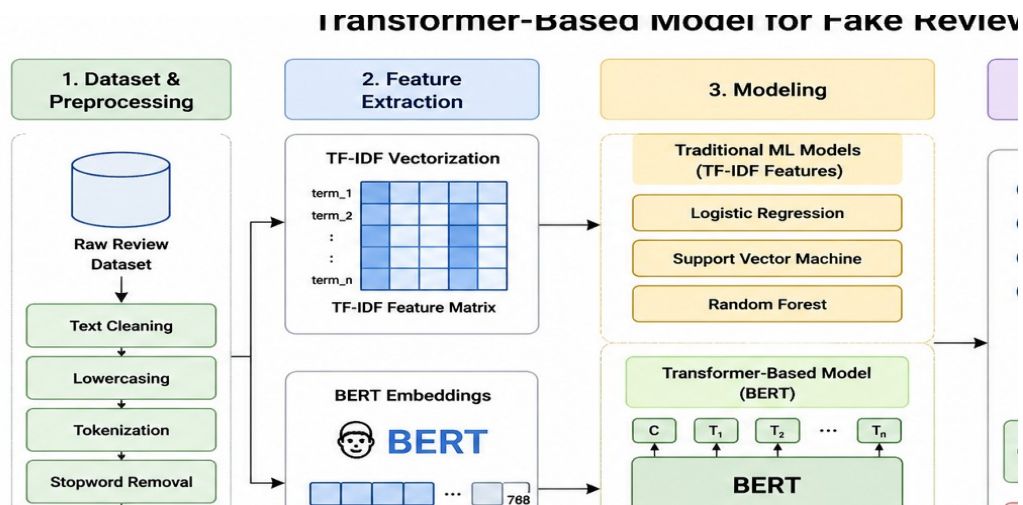 Transformer-Based Model for Fake Review
1. Dataset &
Preprocessing
Raw Review
Dataset
Text Cleaning
Lowercasing
Tokenization
Stopword Removal
2. Feature
Extraction
TF-IDF Vectorization
term_1
term_2
:
:
term_n
TF-IDF Feature Matrix
BERT Embeddings
BERT
...
768
3. Modeling
Traditional ML Models
(TF-IDF Features)
Logistic Regression
Support Vector Machine
Random Forest
Transformer-Based Model
(BERT)
C T₁ T₂ ... Tₙ
BERT